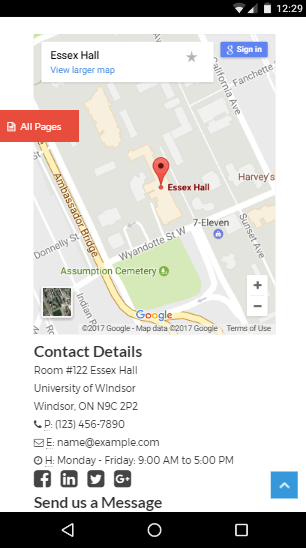 12:29
Essex Hall
View larger map
Sign in
California Ave
Fanchette S
All Pages
Essex Hall
Harvey's
7-Eleven
Ambassador Bridge
Donnelly St
Wyandotte St W
Sunset Ave
Assumption Cemetery
Indian R
Google
©2017 Google - Map data ©2017 Google
Terms of Use
Contact Details
Room #122 Essex Hall
University of WIndsor
Windsor, ON N9C 2P2
P: (123) 456-7890
E: name@example.com
H: Monday - Friday: 9:00 AM to 5:00 PM
Send us a Message